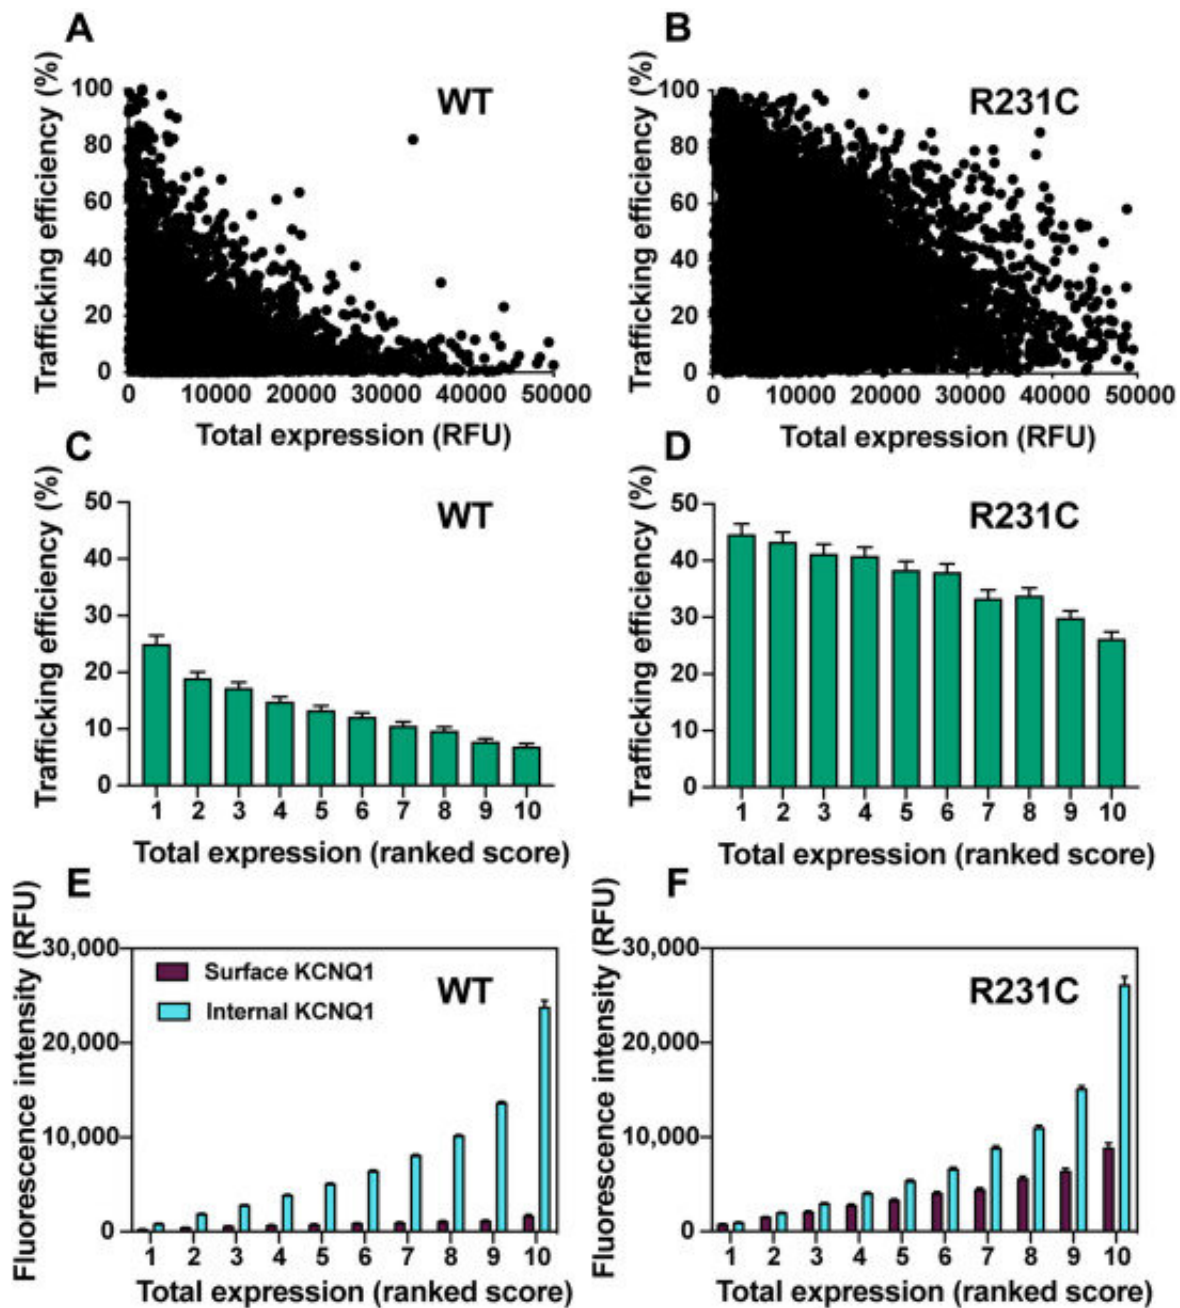 A
B
Trafficking efficiency (%)
100
80
60
40
20
0
WT
0 10000 20000 30000 40000 50000
Total expression (RFU)
Trafficking efficiency (%)
100
80
60
40
20
0
R231C
0 10000 20000 30000 40000 50000
Total expression (RFU)
C
D
Trafficking efficiency (%)
50
40
30
20
10
0
WT
1 2 3 4 5 6 7 8 9 10
Total expression (ranked score)
Trafficking efficiency (%)
50
40
30
20
10
0
R231C
1 2 3 4 5 6 7 8 9 10
Total expression (ranked score)
E
F
Fluorescence intensity (RFU)
30,000
20,000
10,000
0
Surface KCNQ1
Internal KCNQ1
WT
1 2 3 4 5 6 7 8 9 10
Total expression (ranked score)
Fluorescence intensity (RFU)
30,000
20,000
10,000
0
R231C
1 2 3 4 5 6 7 8 9 10
Total expression (ranked score)